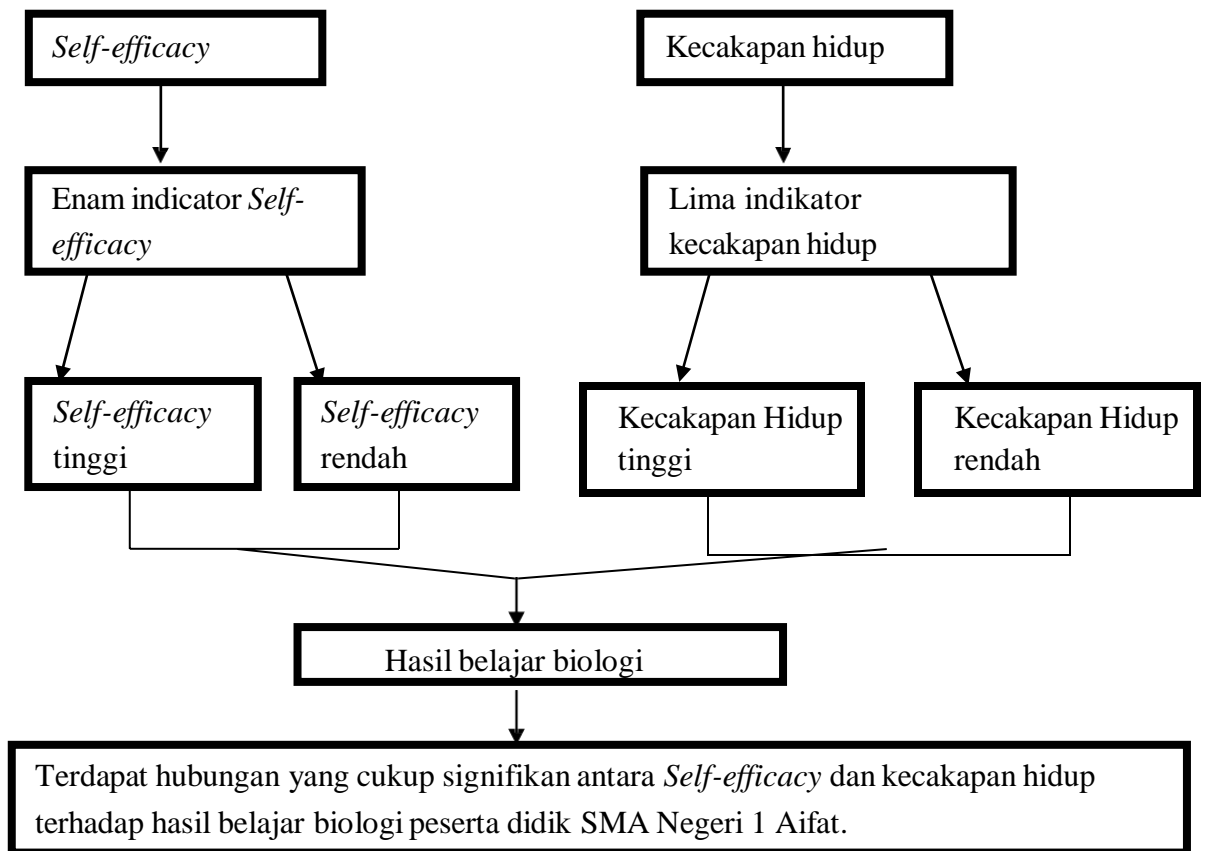 Self-efficacy
Kecakapan hidup
Enam indicator Self-
efficacy
Lima indikator
kecakapan hidup
Self-efficacy
tinggi
Self-efficacy
rendah
Kecakapan Hidup
tinggi
Kecakapan Hidup
rendah
Hasil belajar biologi
Terdapat hubungan yang cukup signifikan antara Self-efficacy dan kecakapan hidup
terhadap hasil belajar biologi peserta didik SMA Negeri 1 Aifat.